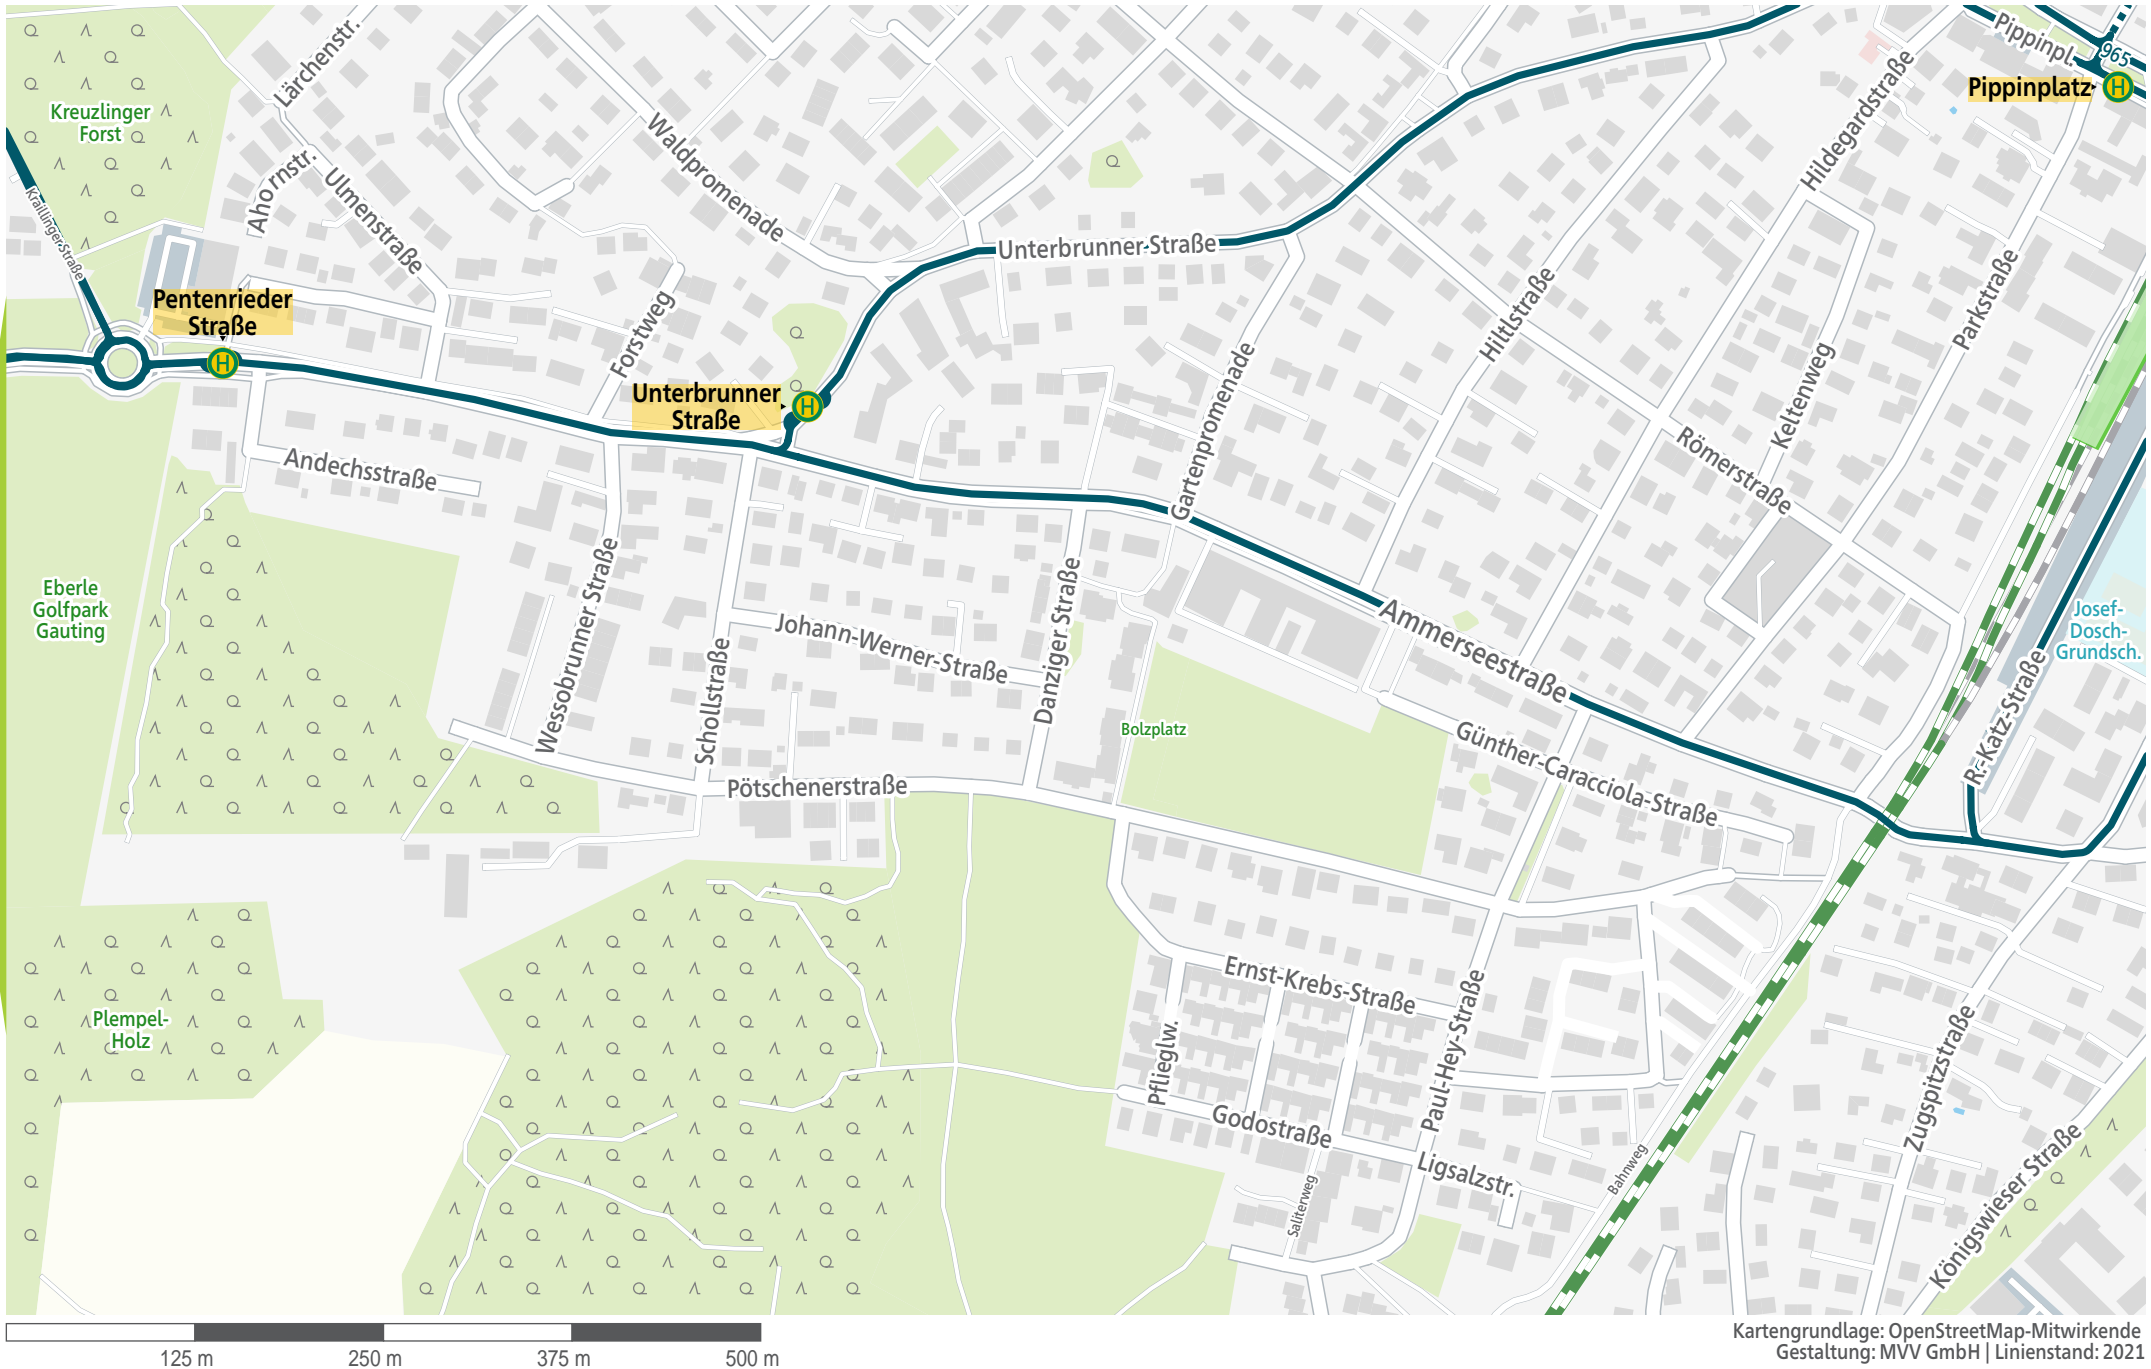 Lärchenstr.
Pippinpl.
965
Pippinplatz
H
Kreuzlinger
Forst
Hildegardstraße
Waldpromenade
Ahornstr.
Ulmenstraße
Kraillinger Straße
Unterbrunner Straße
Parkstraße
Pentenrieder
Straße
H
Forstweg
Hiltlstraße
Keltenweg
Gartenpromenade
Unterbrunner
Straße
H
Römerstraße
Andechsstraße
Eberle
Golfpark
Gauting
Wessobrunner Straße
Danziger Straße
Johann-Werner-Straße
Schollstraße
Ammerseestraße
Josef-
Dosch-
Grundsch.
R.-Katz-Straße
Bolzplatz
Günther-Caracciola-Straße
Pötschenerstraße
Ernst-Krebs-Straße
Plempel-
Holz
Pflieglw.
Paul-Hey-Straße
Zugspitzstraße
Godostraße
Ligsalzstr.
Saliterweg
Bahnweg
Königswieser Straße
125 m
250 m
375 m
500 m
Kartengrundlage: OpenStreetMap-Mitwirkende
Gestaltung: MVV GmbH | Linienstand: 2021